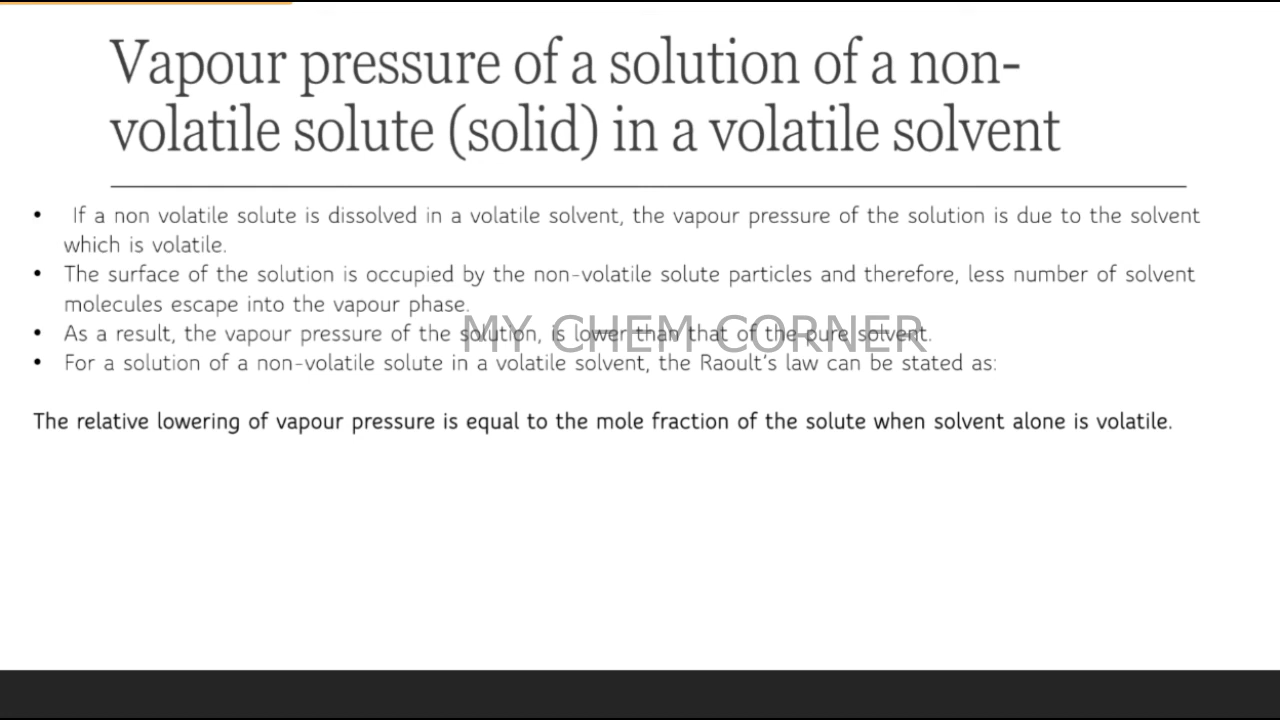 Vapour pressure of a solution of a non-
volatile solute (solid) in a volatile solvent
• If a non volatile solute is dissolved in a volatile solvent, the vapour pressure of the solution is due to the solvent
which is volatile.
• The surface of the solution is occupied by the non-volatile solute particles and therefore, less number of solvent
molecules escape into the vapour phase.
• As a result, the vapour pressure of the solution, is lower than that of the pure solvent.
MY CHEM CORNER
• For a solution of a non-volatile solute in a volatile solvent, the Raoult's law can be stated as:
The relative lowering of vapour pressure is equal to the mole fraction of the solute when solvent alone is volatile.